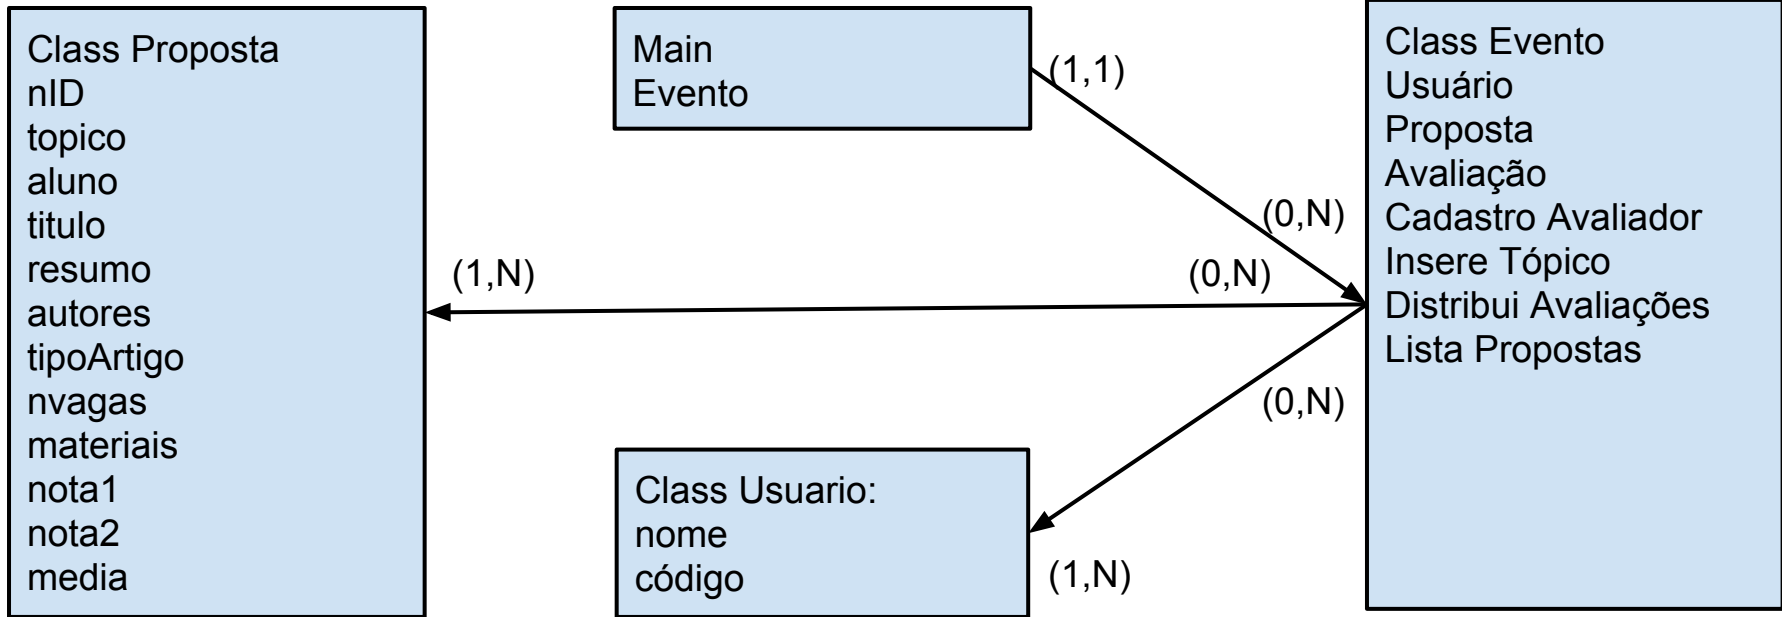 Class Proposta
nID
topico
aluno
titulo
resumo
autores
tipoArtigo
nvagas
materiais
nota1
nota2
media
(1,N)
Main
Evento
(1,1)
(0,N)
(0,N)
(0,N)
Class Usuario:
nome
código
(1,N)
Class Evento
Usuário
Proposta
Avaliação
Cadastro Avaliador
Insere Tópico
Distribui Avaliações
Lista Propostas